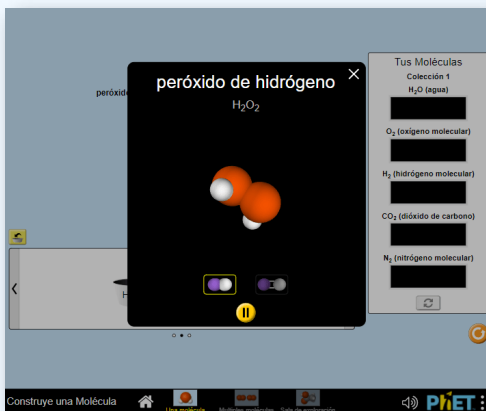 peróxido de hidrógeno
H₂O₂
peróxido
Tus Moléculas
Colección 1
H₂O (agua)
O₂ (oxígeno molecular)
H₂ (hidrógeno molecular)
CO₂ (dióxido de carbono)
N₂ (nitrógeno molecular)
H
Construye una Molécula
Una molécula
Múltiples moléculas
Sala de exploración
PhET